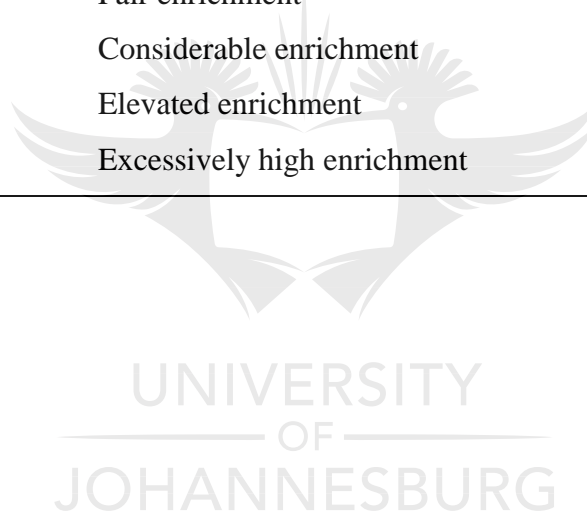 Fair enrichment
Considerable enrichment
Elevated enrichment
Excessively high enrichment
UNIVERSITY
OF
JOHANNESBURG